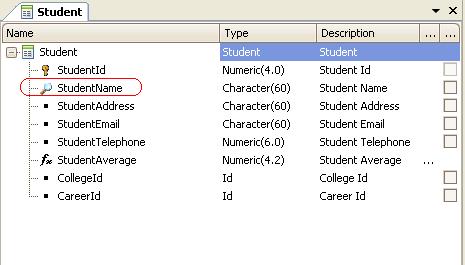 Student
Name Type Description ... ...
Student Student Student
StudentId Numeric(4.0) Student Id
StudentName Character(60) Student Name
StudentAddress Character(60) Student Address
StudentEmail Character(60) Student Email
StudentTelephone Numeric(6.0) Student Telephone
fx StudentAverage Numeric(4.2) Student Average ...
CollegeId Id College Id
CareerId Id Career Id